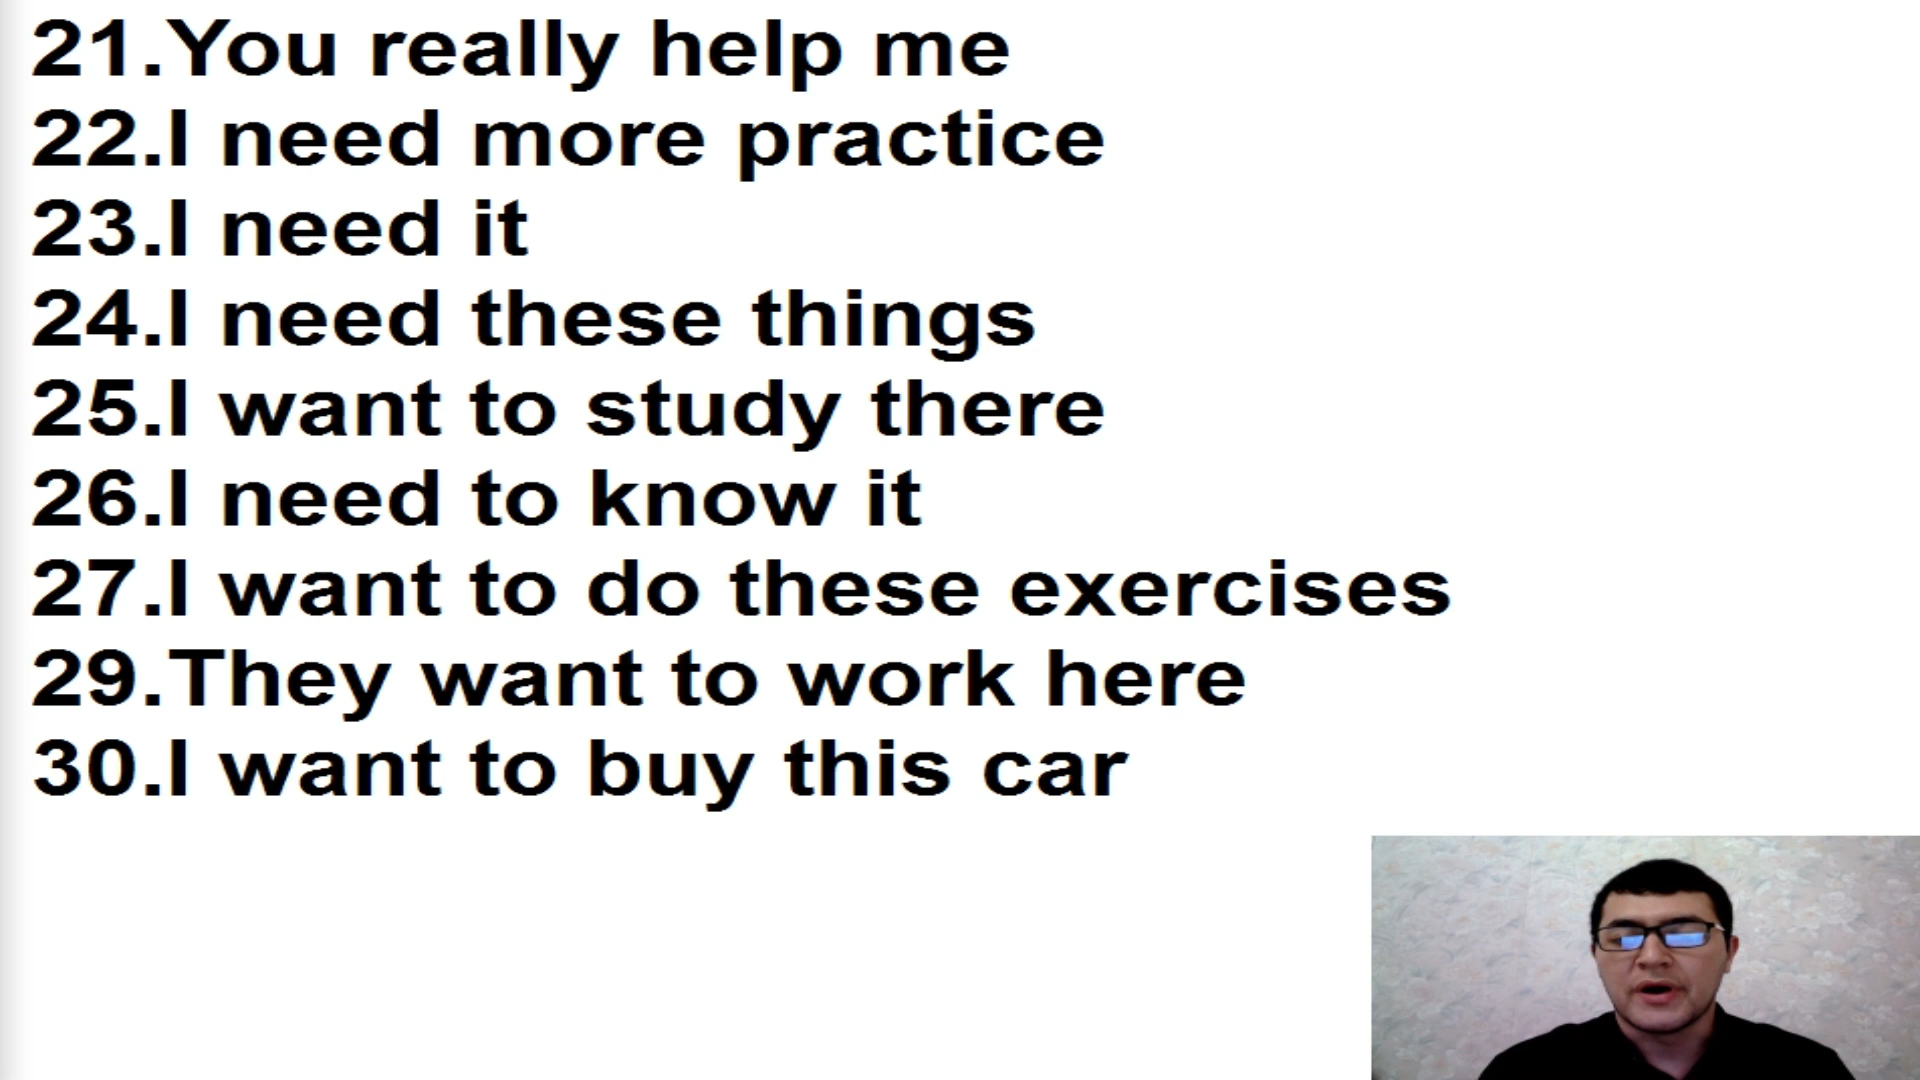 21.You really help me
22.I need more practice
23.I need it
24.I need these things
25.I want to study there
26.I need to know it
27.I want to do these exercises
29.They want to work here
30.I want to buy this car